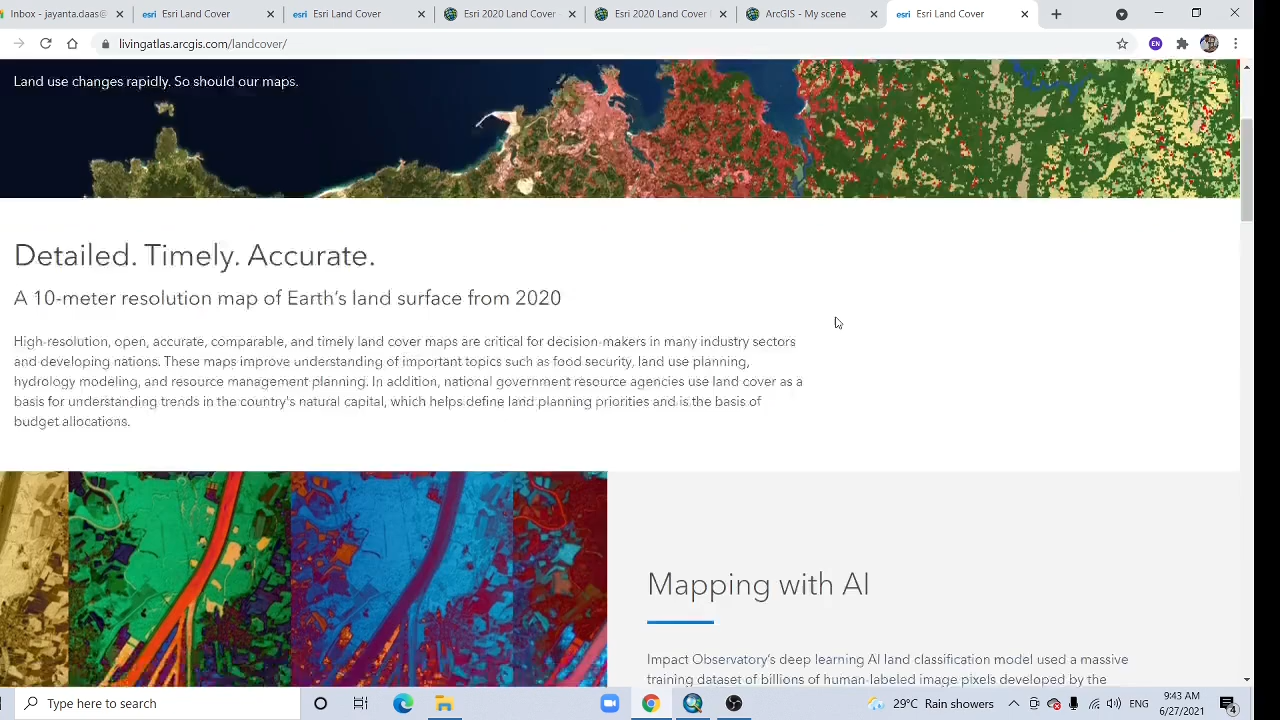 Inbox - jayanta.das@
esri Esri Land Cover
esri Esri Land Cover
Esri 2020 Land Cover
Esri 2020 Land Cover
ArcGIS - My scene
esri Esri Land Cover
livingatlas.arcgis.com/landcover/
EN
Land use changes rapidly. So should our maps.
Detailed. Timely. Accurate.
A 10-meter resolution map of Earth's land surface from 2020
High-resolution, open, accurate, comparable, and timely land cover maps are critical for decision-makers in many industry sectors
and developing nations. These maps improve understanding of important topics such as food security, land use planning,
hydrology modeling, and resource management planning. In addition, national government resource agencies use land cover as a
basis for understanding trends in the country's natural capital, which helps define land planning priorities and is the basis of
budget allocations.
Mapping with AI
Impact Observatory's deep learning AI land classification model used a massive
training dataset of billions of human-labeled image pixels developed by the
Type here to search
29°C Rain showers
9:43 AM
6/27/2021
4